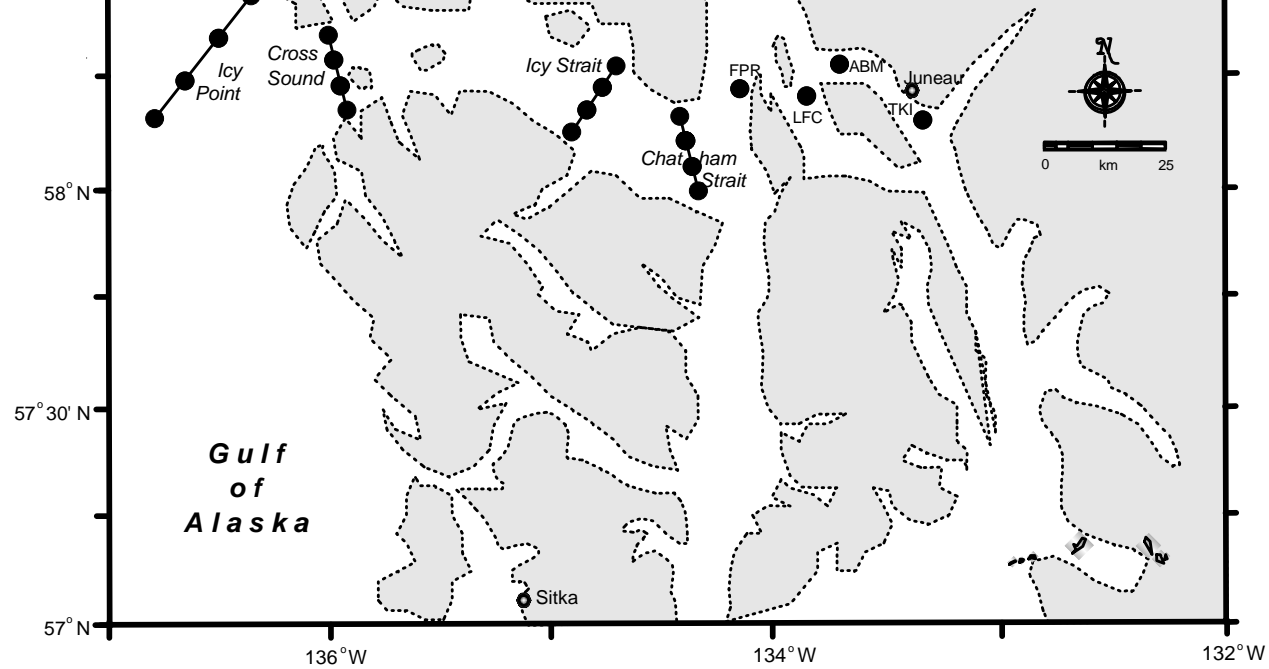 Cross
Sound
Icy
Point
Icy Strait
FPR
ABM
Juneau
LFC
TKI
Chatham
Strait
N
0 km 25
58° N
57° 30' N
Gulf
of
Alaska
Sitka
57° N
136° W
134° W
132° W